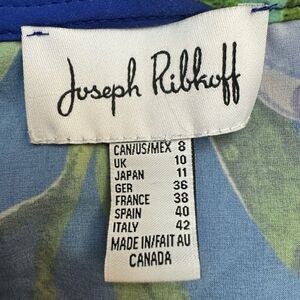 Joseph Ribkoff
CAN/US/MEX 8
UK 10
JAPAN 11
GER 36
FRANCE 38
SPAIN 40
ITALY 42
MADE IN/FAIT AU
CANADA